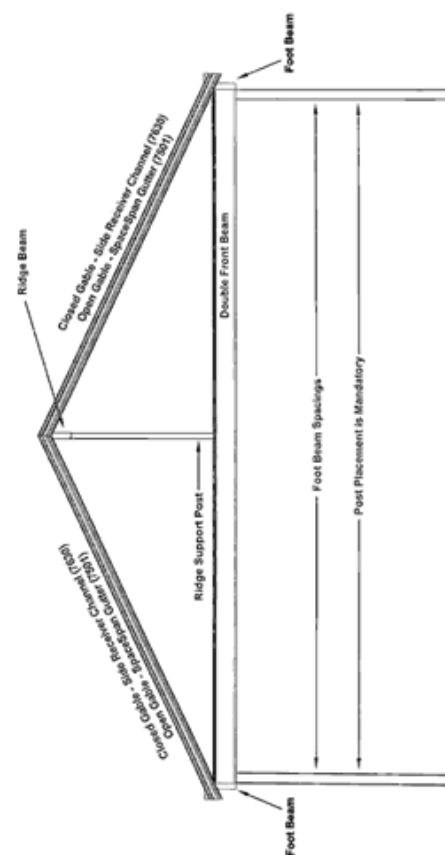 Ridge Beam
Closed Gable - Side Receiver Channel (7630)
Open Gable - SpaceSpan Gutter (7501)
Closed Gable - Side Receiver Channel (7630)
Open Gable - SpaceSpan Gutter (7501)
Ridge Support Post
Double Front Beam
Foot Beam
Foot Beam
Foot Beam Spacings
Post Placement is Mandatory